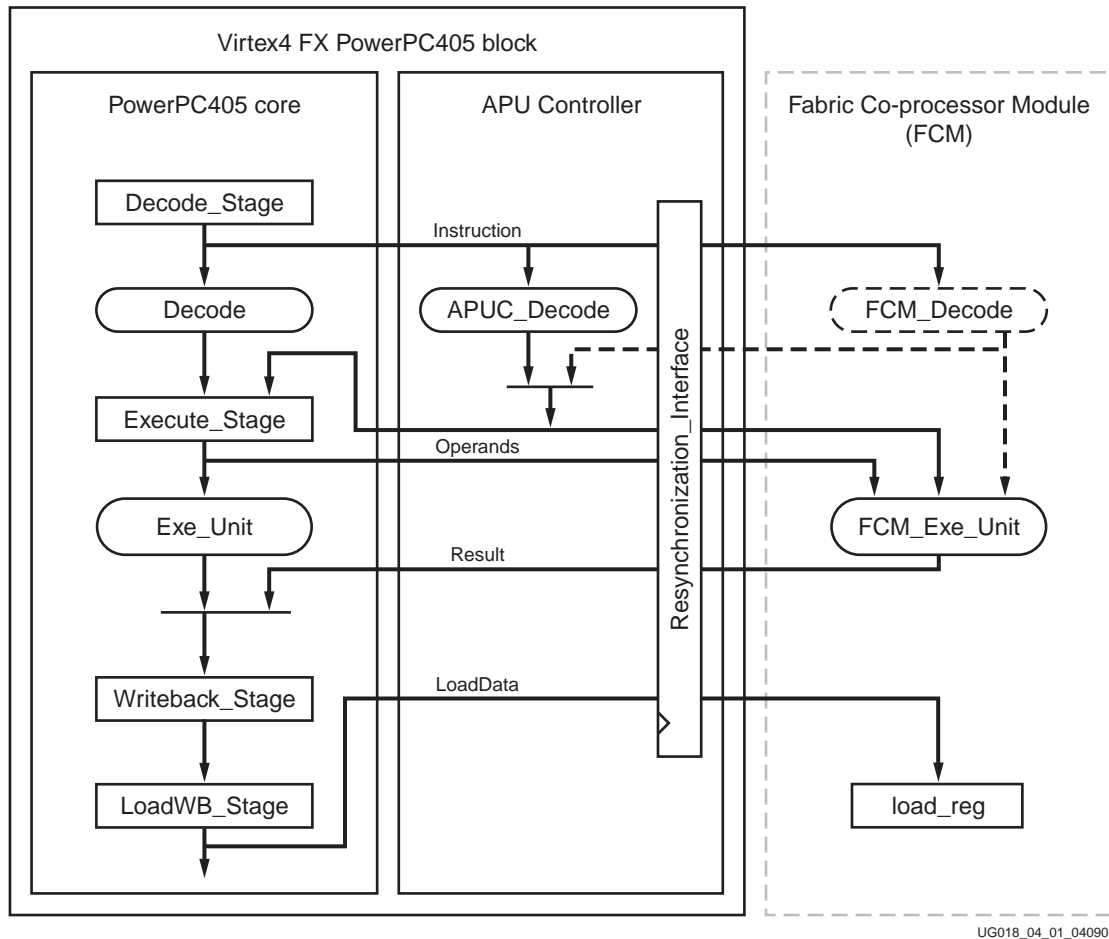 Virtex4 FX PowerPC405 block
PowerPC405 core
APU Controller
Fabric Co-processor Module
(FCM)
Decode_Stage
Instruction
Decode
APUC_Decode
FCM_Decode
Resynchronization_Interface
Execute_Stage
Operands
Exe_Unit
FCM_Exe_Unit
Result
Writeback_Stage
LoadData
LoadWB_Stage
load_reg
UG018_04_01_04090